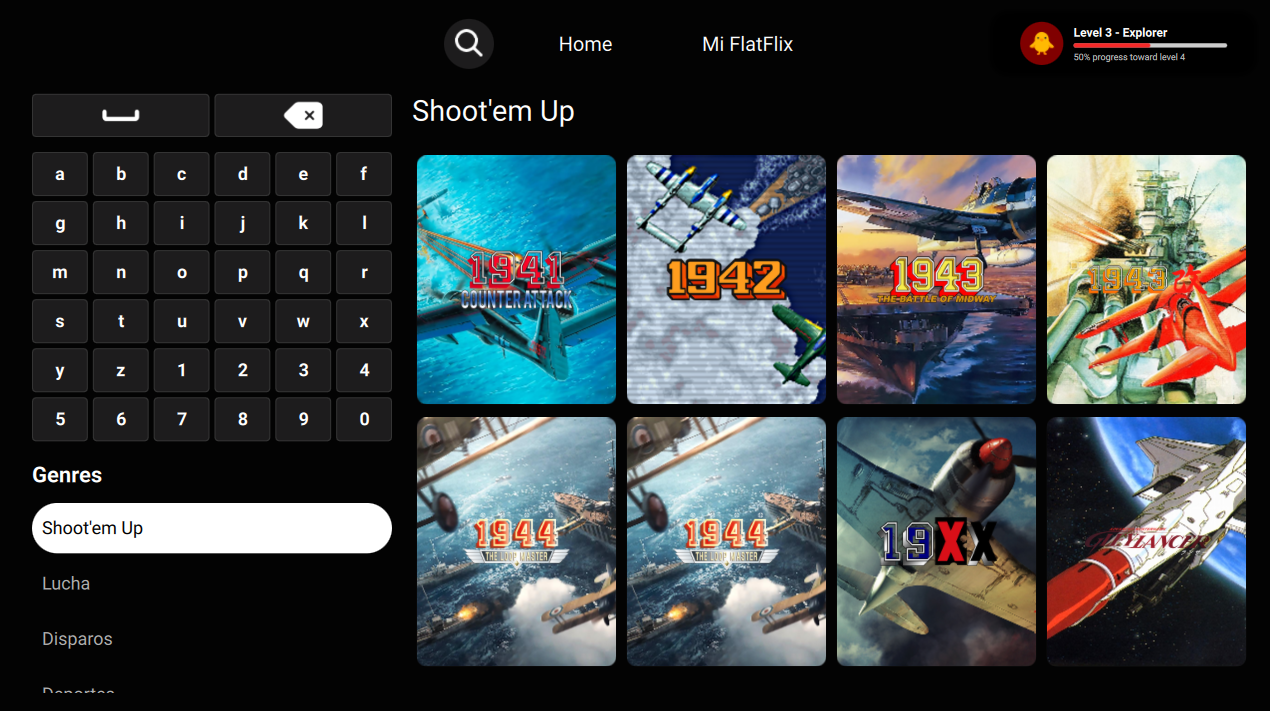 Home
Mi FlatFlix
Level 3 - Explorer
50% progress toward level 4
Shoot'em Up
a b c d e f
g h i j k l
m n o p q r
s t u v w x
y z 1 2 3 4
5 6 7 8 9 0
Genres
Shoot'em Up
Lucha
Disparos
Deportes
1941
COUNTER ATTACK
1942
1943
THE BATTLE OF MIDWAY
1943 改
1944
THE LOOP MASTER
1944
THE LOOP MASTER
19XX